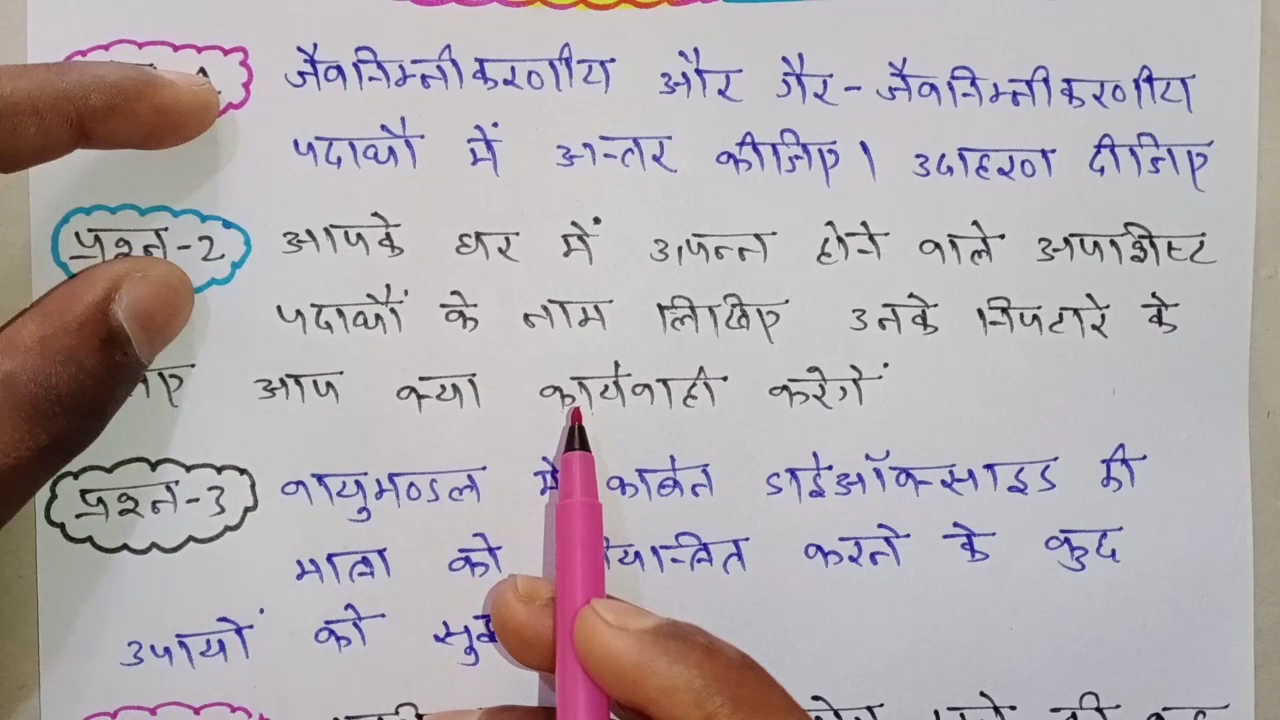 जैवनिम्नीकरणीय और गैर-जैवनिम्नीकरणीय
पदार्थों में अन्तर कीजिए। उदाहरण दीजिए
प्रश्न-2 आपके घर में उत्पन्न होने वाले अपशिष्ट
पदार्थों के नाम लिखिए उनके निपटारे के
आप क्या कार्यवाही करेगें
प्रश्न-3 वायुमण्डल में कार्बन डाईऑक्साइड की
मात्रा को करने के कुछ
उपायों को